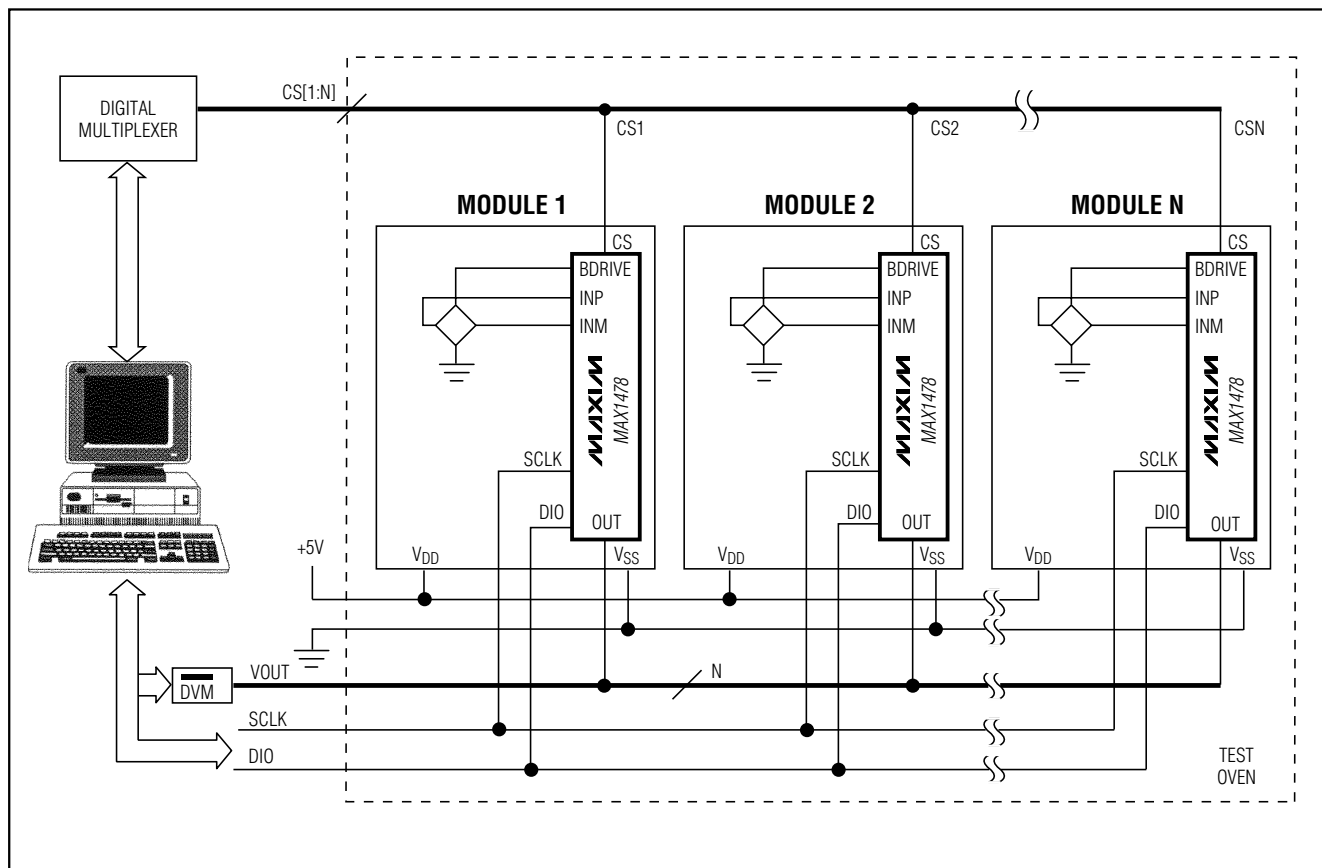 DIGITAL
MULTIPLEXER
CS[1:N]
CS1
CS2
CSN
MODULE 1
MODULE 2
MODULE N
CS
BDRIVE
INP
INM
MAXIM
MAX1478
SCLK
DIO
OUT
VDD
VSS
CS
BDRIVE
INP
INM
MAXIM
MAX1478
SCLK
DIO
OUT
VDD
VSS
CS
BDRIVE
INP
INM
MAXIM
MAX1478
SCLK
DIO
OUT
VDD
VSS
+5V
DVM
VOUT
N
SCLK
DIO
TEST
OVEN